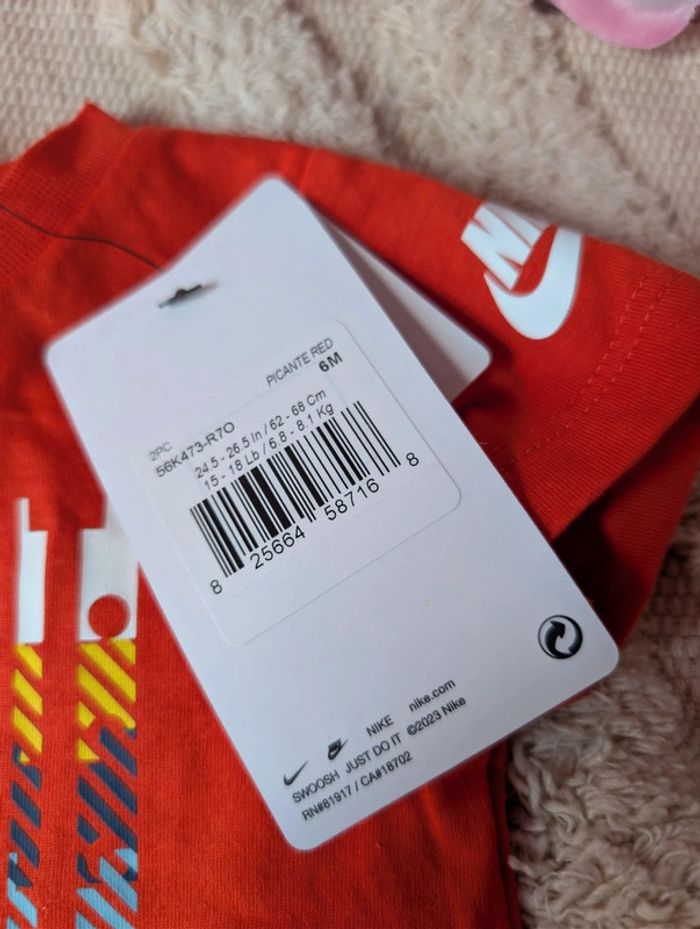 PICANTE RED
6M
2PC
56K473-R7O
24.5 - 26.5 In / 62 - 68 Cm
15 - 18 Lb / 6.8 - 8.1 Kg
8 25664 58716 8
NIKE nike.com
SWOOSH JUST DO IT ©2023 Nike
RN#81917 / CA#18702